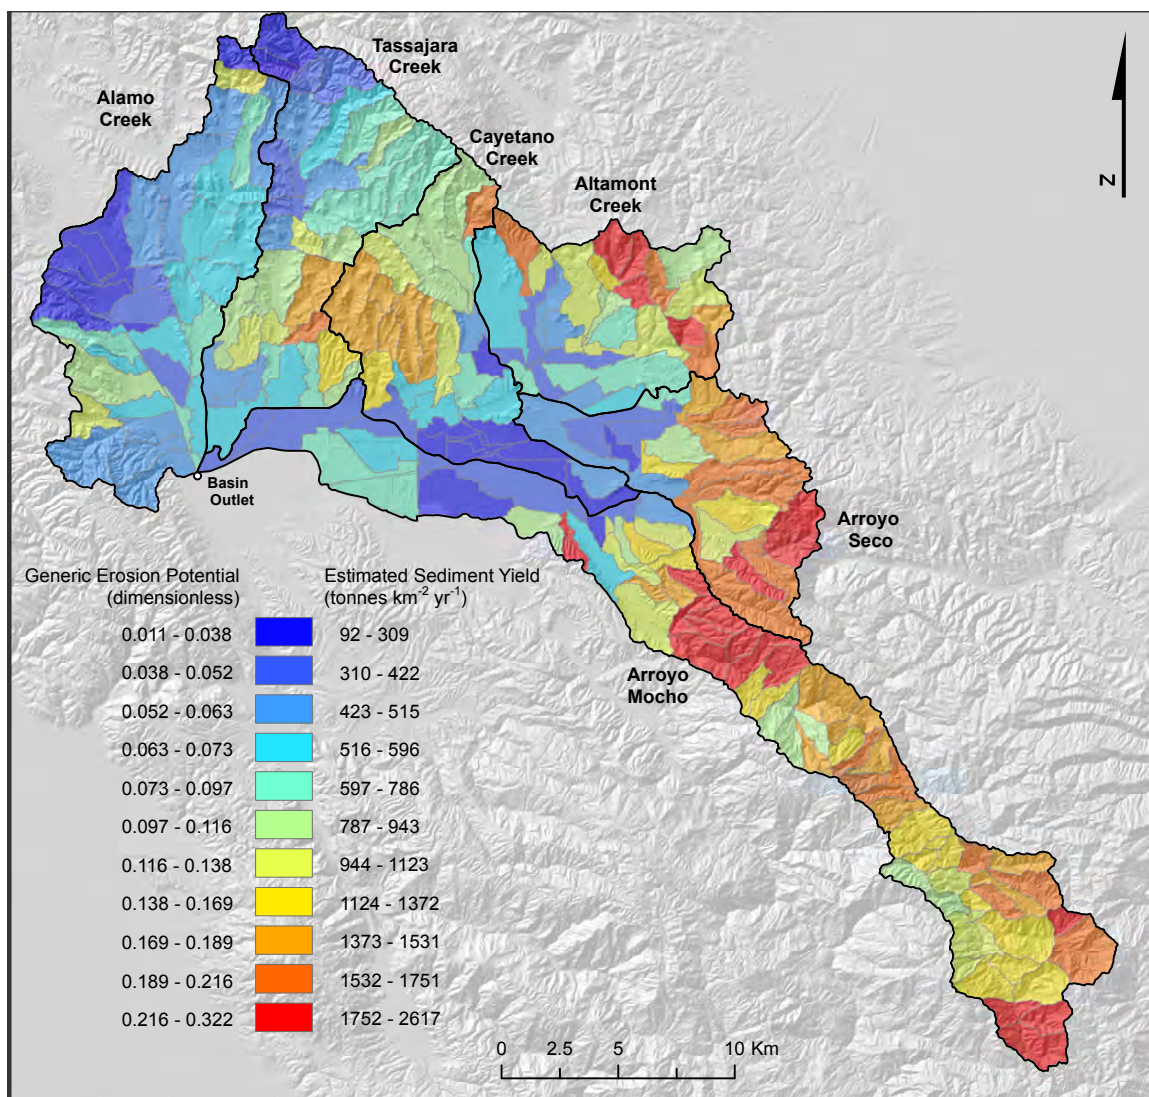 Tassajara
Creek
Alamo
Creek
Cayetano
Creek
Altamont
Creek
N
Basin
Outlet
Arroyo
Seco
Arroyo
Mocho
Generic Erosion Potential
(dimensionless)
Estimated Sediment Yield
(tonnes km⁻² yr⁻¹)
0.011 - 0.038 92 - 309
0.038 - 0.052 310 - 422
0.052 - 0.063 423 - 515
0.063 - 0.073 516 - 596
0.073 - 0.097 597 - 786
0.097 - 0.116 787 - 943
0.116 - 0.138 944 - 1123
0.138 - 0.169 1124 - 1372
0.169 - 0.189 1373 - 1531
0.189 - 0.216 1532 - 1751
0.216 - 0.322 1752 - 2617
0 2.5 5 10 Km